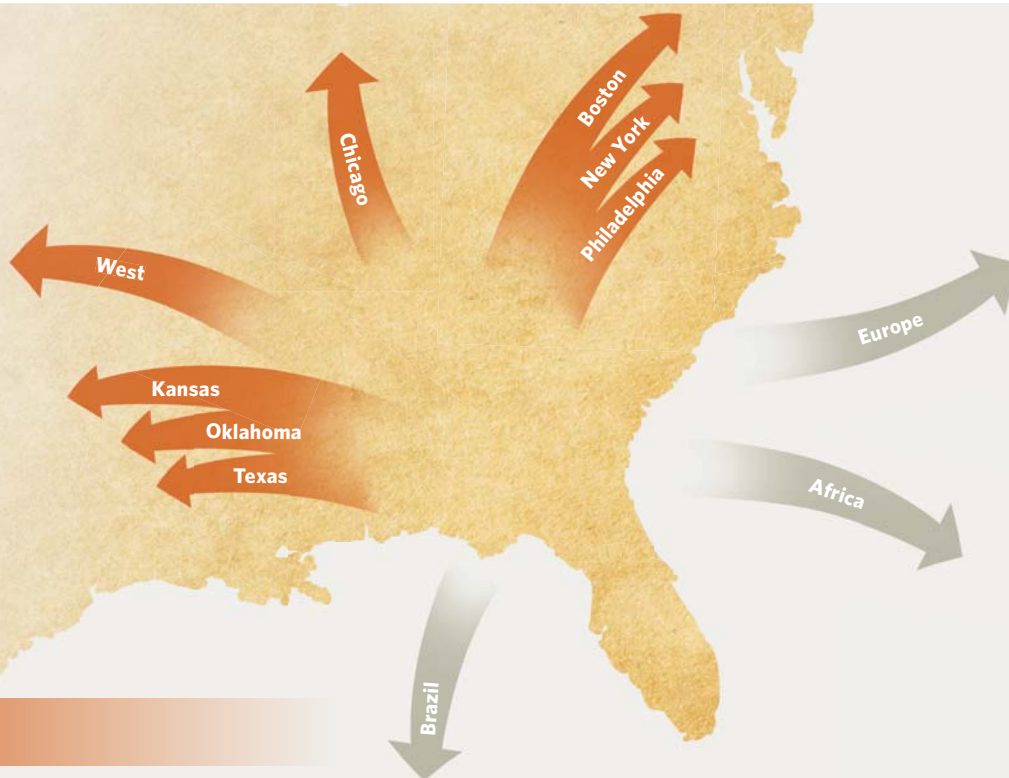 Boston
New York
Philadelphia
Chicago
West
Kansas
Oklahoma
Texas
Europe
Africa
Brazil